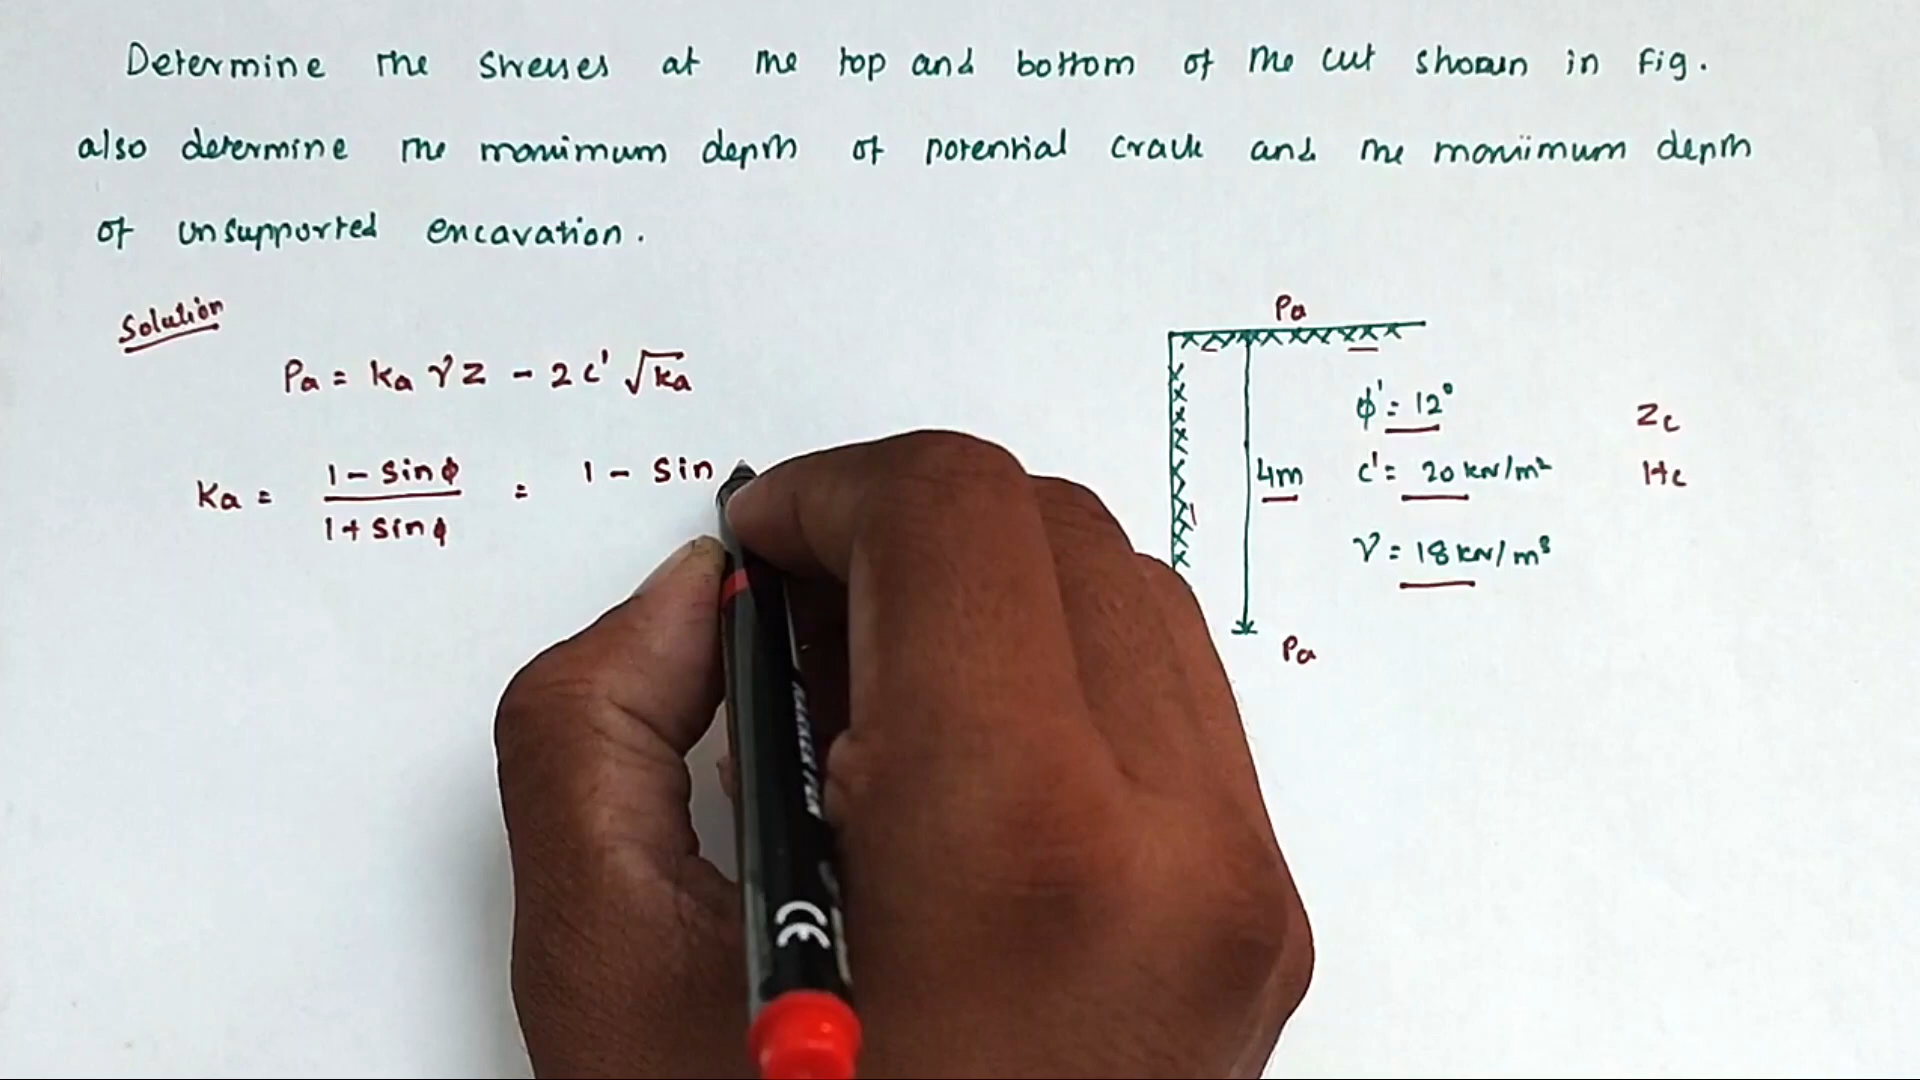 Determine the stresses at the top and bottom of the cut shown in Fig.
also determine the maximum depth of potential crack and the maximum depth
of unsupported excavation.
Solution
Pa = Ka γ Z - 2 C' √Ka
Ka = (1 - Sin ϕ) / (1 + Sin ϕ) = 1 - Sin
Pa
4m
ϕ' = 12°
C' = 20 kN/m²
γ = 18 kN/m³
Pa
Zc
Hc
CE